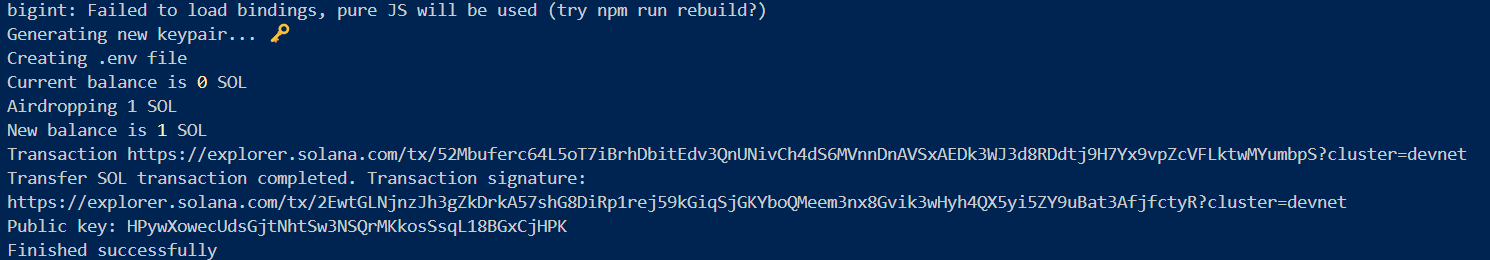 bigint: Failed to load bindings, pure JS will be used (try npm run rebuild?)
Generating new keypair... 🔑
Creating .env file
Current balance is 0 SOL
Airdropping 1 SOL
New balance is 1 SOL
Transaction https://explorer.solana.com/tx/52Mbuferc64L5oT7iBrhDbitEdv3QnUNivCh4dS6MVnnDnAVSxAEDk3WJ3d8RDdtj9H7Yx9vpZcVFLktwMYumbpS?cluster=devnet
Transfer SOL transaction completed. Transaction signature:
https://explorer.solana.com/tx/2EwtGLNjnzJh3gZkDrkA57shG8DiRp1rej59kGiqSjGKYboQMeem3nx8Gvik3wHyh4QX5yi5ZY9uBat3AfjfctyR?cluster=devnet
Public key: HPywXowecUdsGjtNhtSw3NSQrMKkosSsqL18BGxCjHPK
Finished successfully